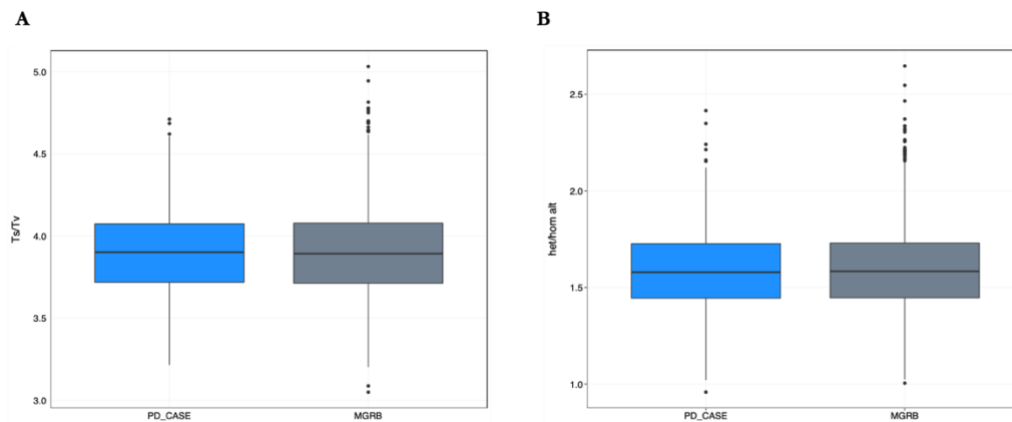 A
5.0
4.5
4.0
3.5
3.0
Ts/Tv
PD_CASE
MGRB
B
2.5
2.0
1.5
1.0
het/hom alt
PD_CASE
MGRB